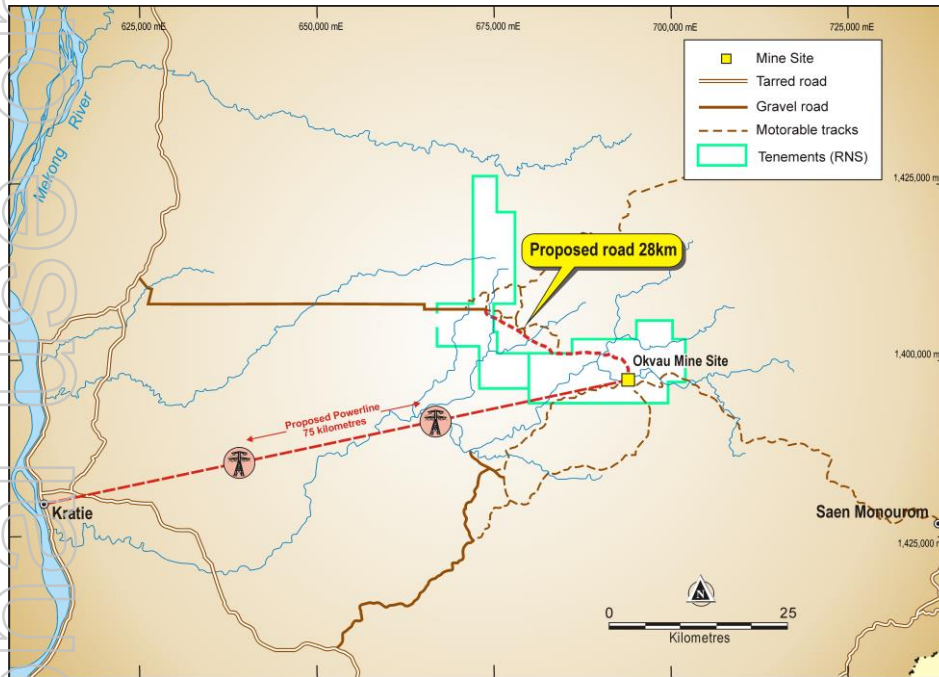 625,000 mE
650,000 mE
675,000 mE
700,000 mE
725,000 mE
Mekong River
Mine Site
Tarred road
Gravel road
Motorable tracks
Tenements (RNS)
1,425,000 m
Proposed road 28km
1,400,000 m
Okvau Mine Site
Proposed Powerline
75 kilometres
Kratie
Saen Monourom
1,425,000 m
N
0 25
Kilometres